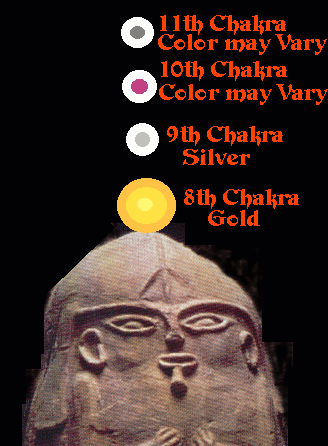 11th Chakra
Color may Vary
10th Chakra
Color may Vary
9th Chakra
Silver
8th Chakra
Gold